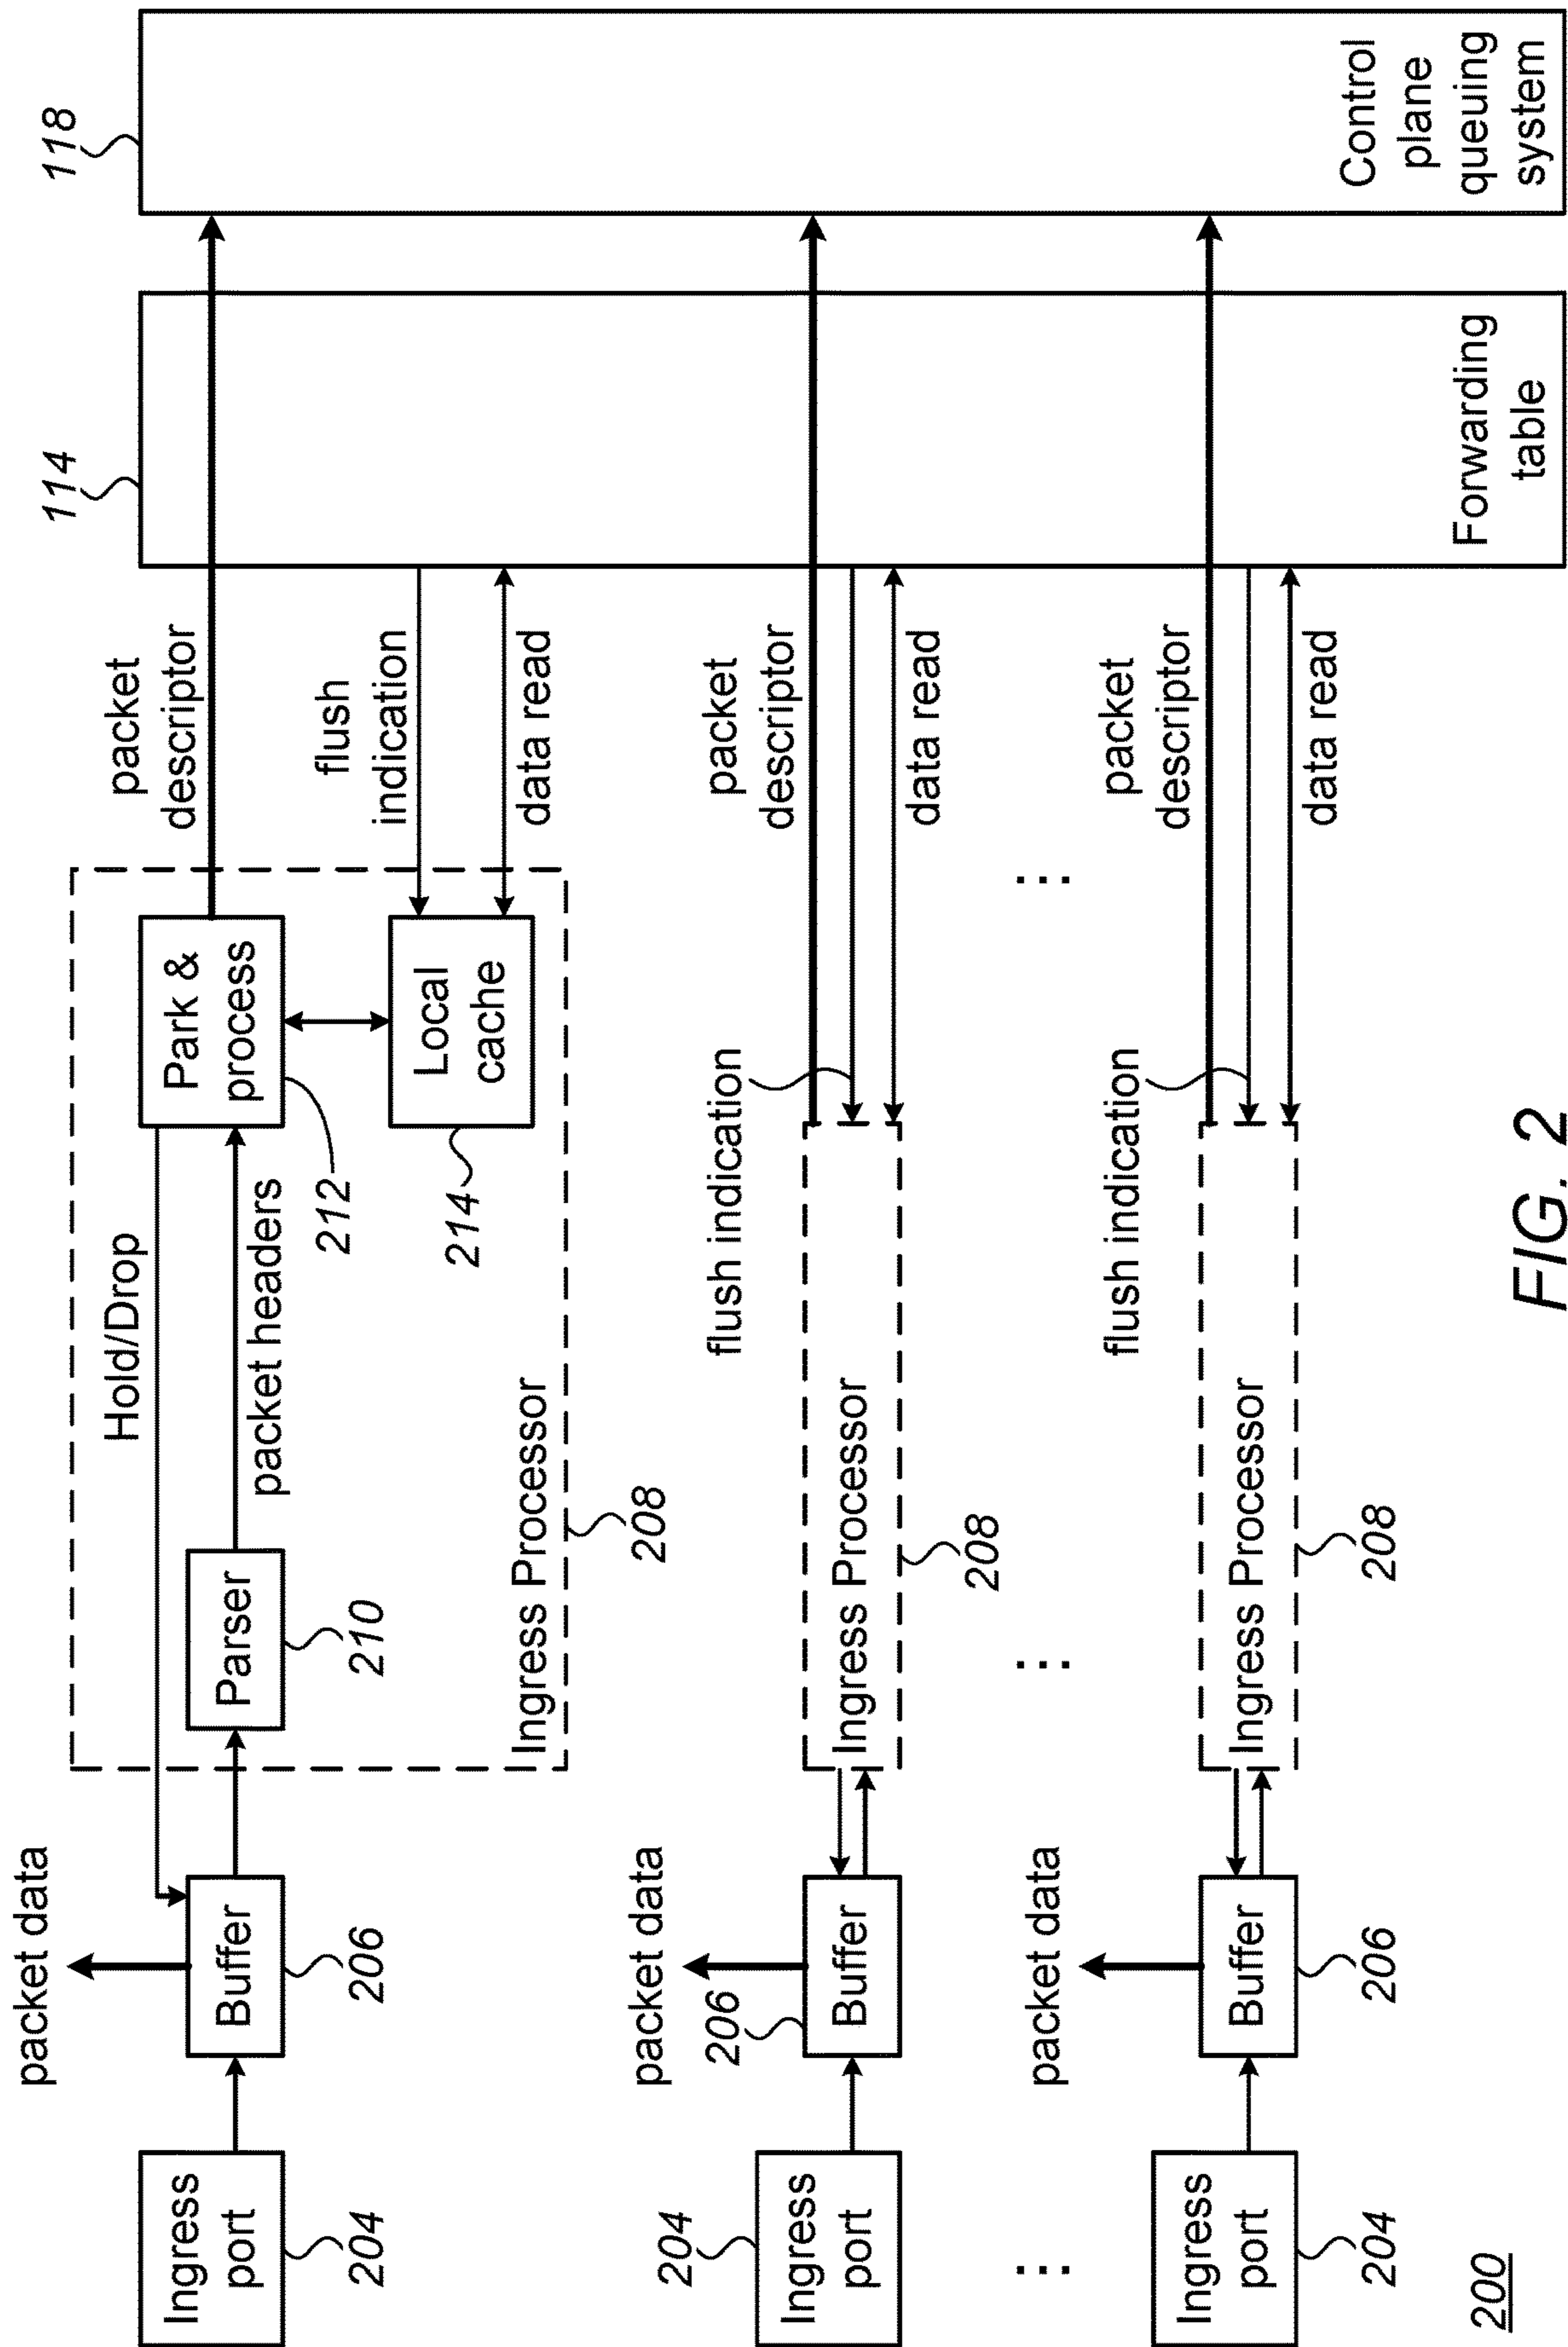 packet data
Hold/Drop
packet
descriptor
114
118
Ingress
port
204
Buffer
206
Parser
210
packet headers
Park &
process
212
flush
indication
Local
cache
214
data read
Ingress Processor
208
packet data
206
flush indication
packet
descriptor
204
Ingress
port
Buffer
Ingress Processor
208
data read
...
...
...
packet data
flush indication
packet
descriptor
Ingress
port
204
Buffer
206
Ingress Processor
208
data read
Forwarding
table
Control
plane
queuing
system
200
FIG. 2